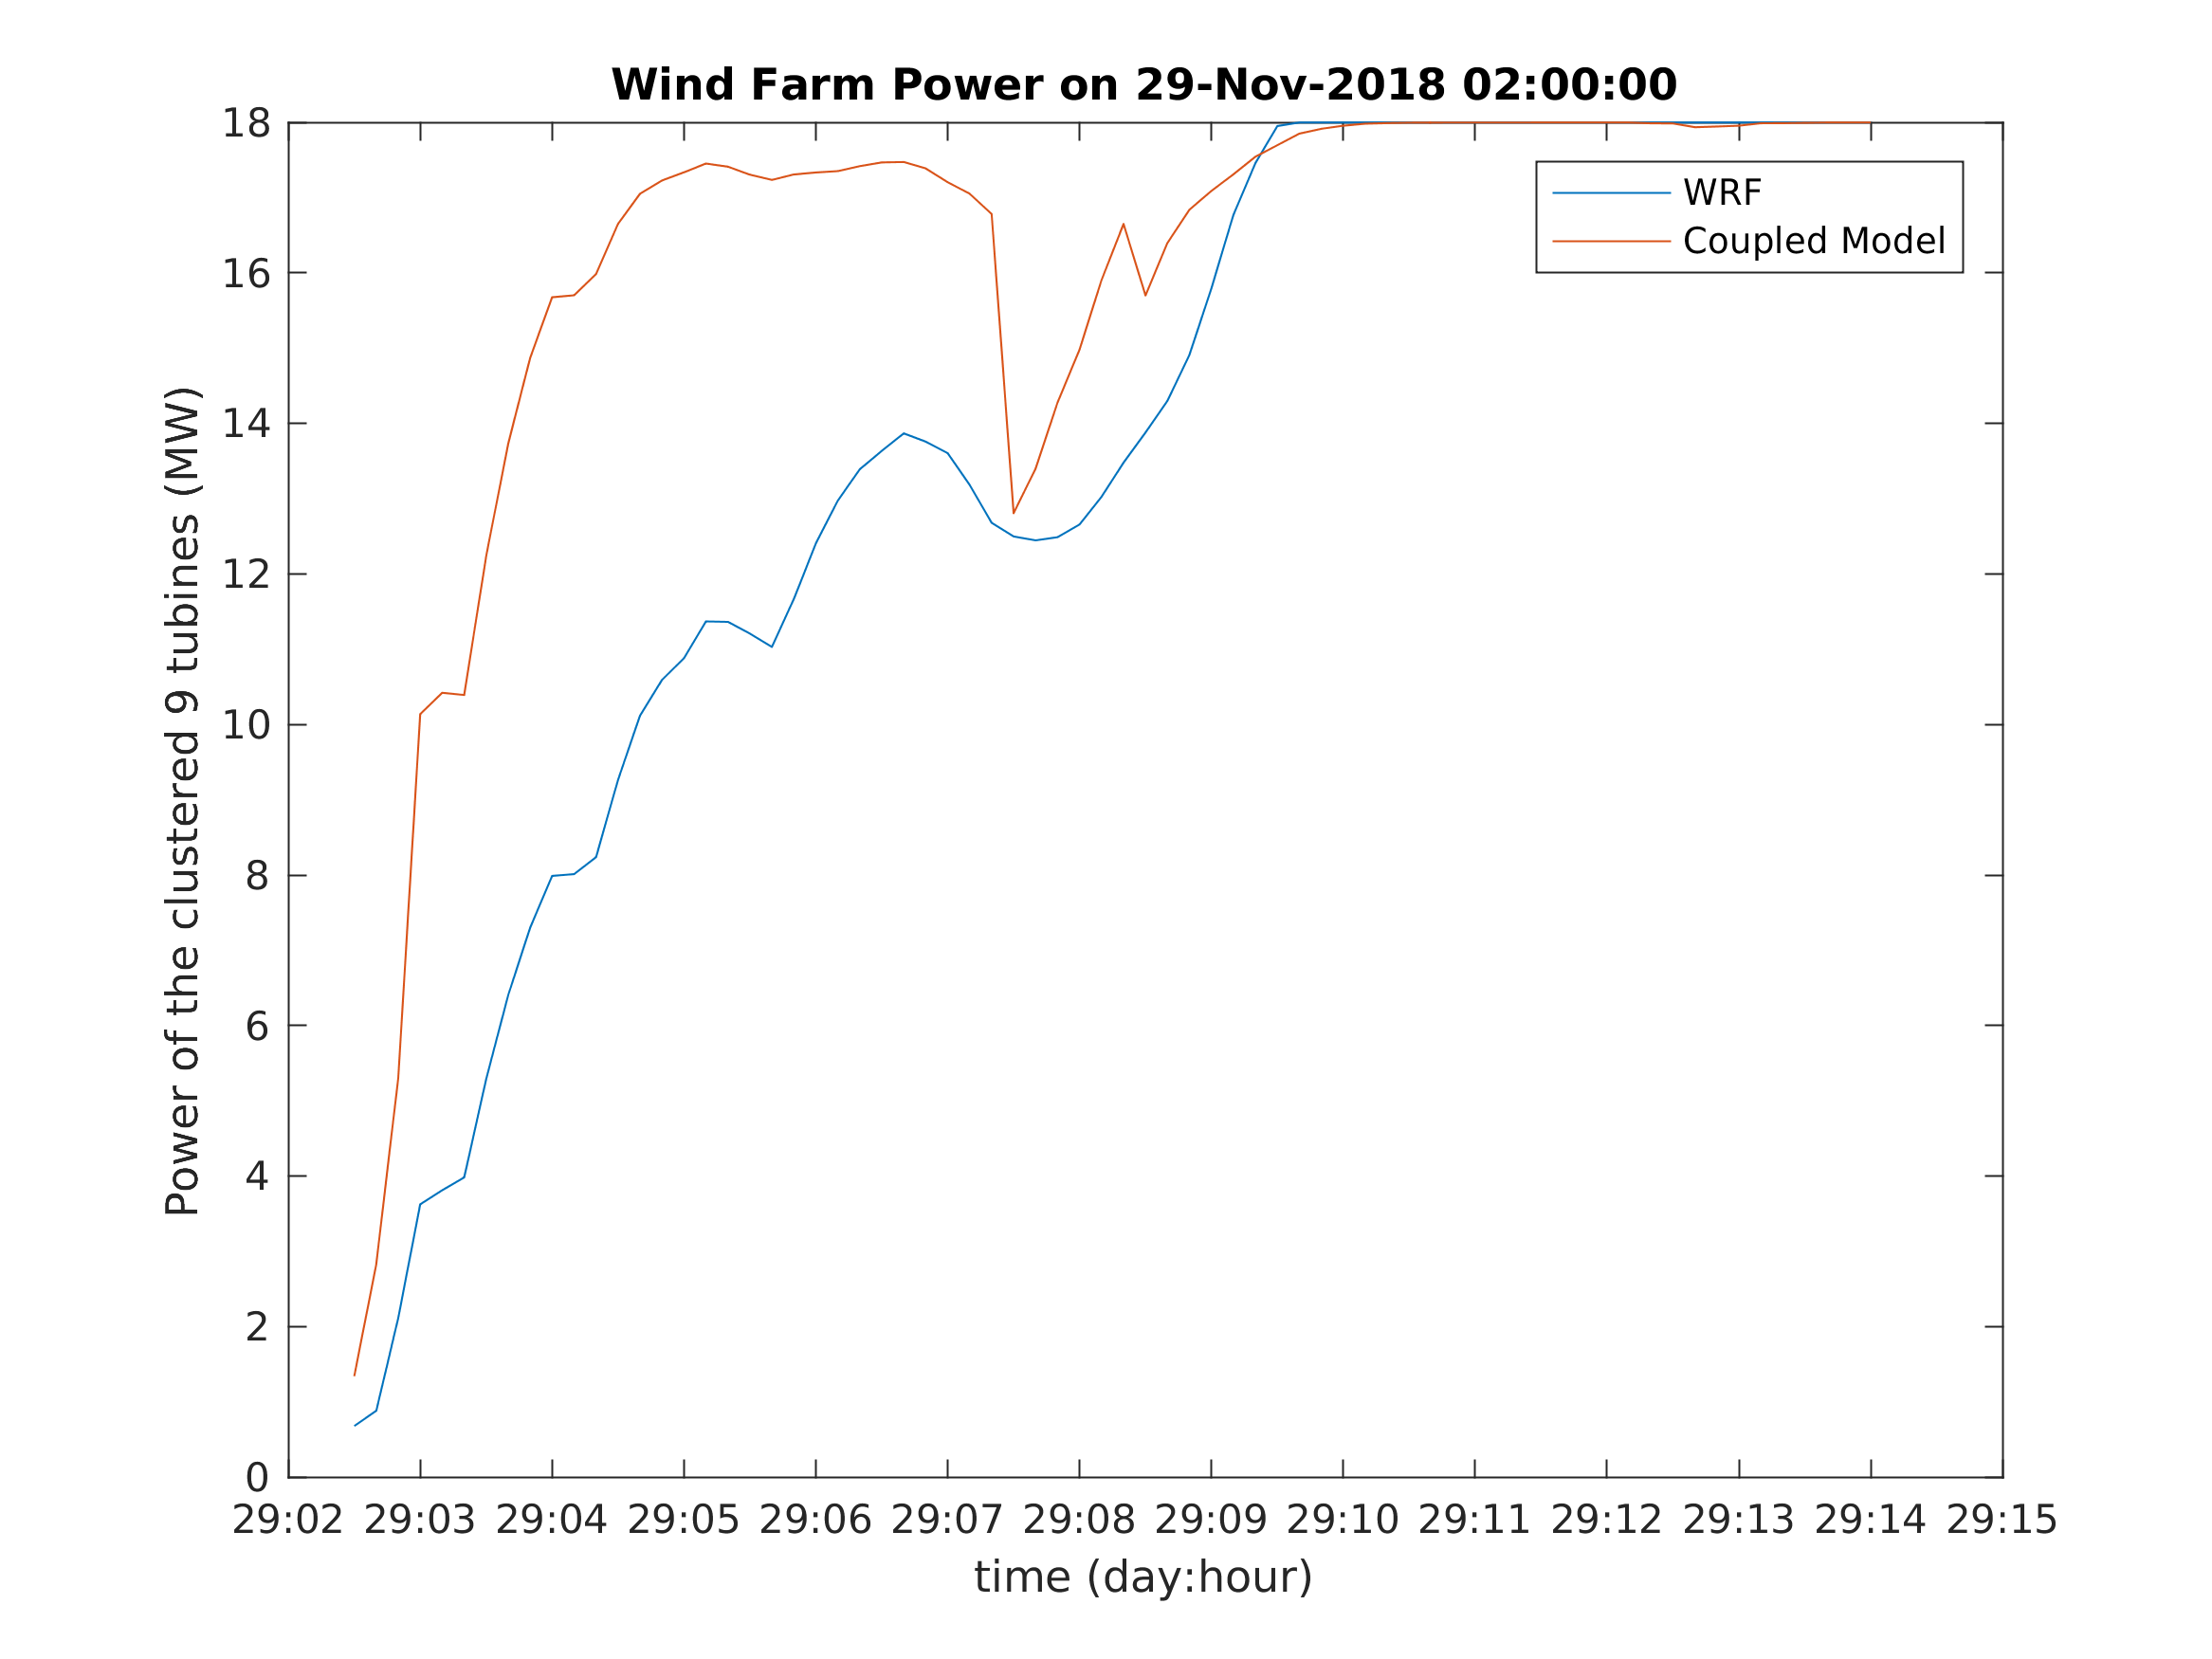 Wind Farm Power on 29-Nov-2018 02:00:00
18
16
14
12
10
8
6
4
2
0
Power of the clustered 9 tubines (MW)
WRF
Coupled Model
29:02 29:03 29:04 29:05 29:06 29:07 29:08 29:09 29:10 29:11 29:12 29:13 29:14 29:15
time (day:hour)